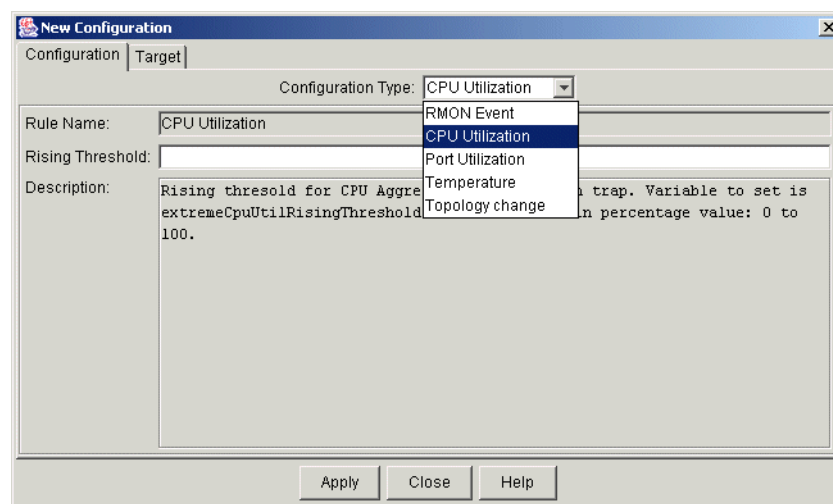 New Configuration
Configuration Target
Configuration Type: CPU Utilization
RMON Event
CPU Utilization
Port Utilization
Temperature
Topology change
Rule Name: CPU Utilization
Rising Threshold:
Description: Rising thresold for CPU Aggre trap. Variable to set is
extremeCpuUtilRisingThreshold in percentage value: 0 to
100.
Apply Close Help